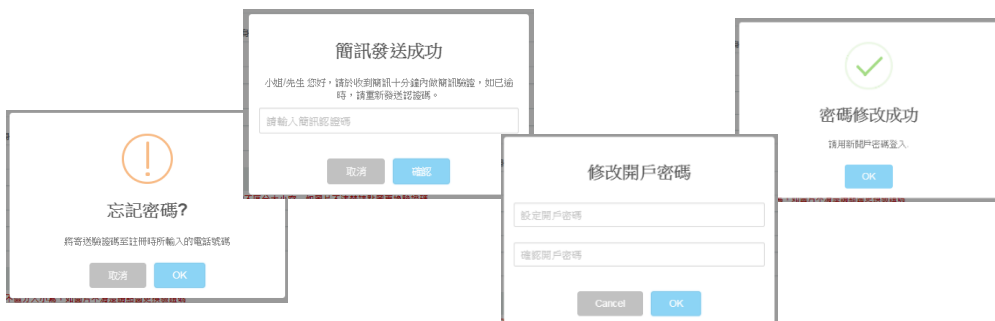 忘記密碼?
將寄送驗證碼至註冊時所輸入的電話號碼
取消
OK
簡訊發送成功
小姐/先生 您好，請於收到簡訊十分鐘內做簡訊驗證，如已逾
時，請重新發送認證碼。
請輸入簡訊認證碼
取消
確認
修改開戶密碼
設定開戶密碼
確認開戶密碼
Cancel
OK
密碼修改成功
請用新開戶密碼登入
OK